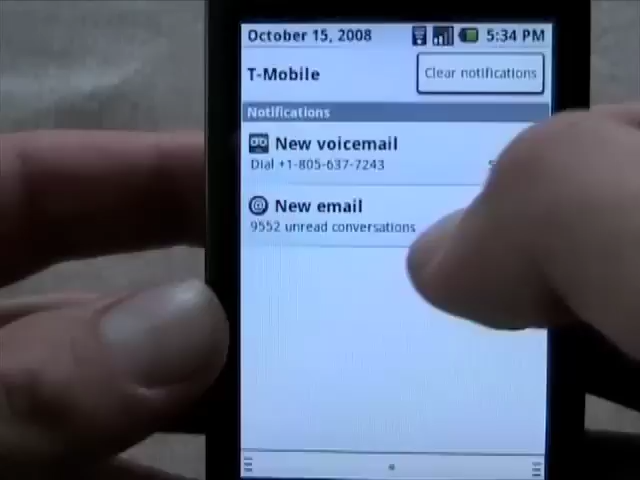 October 15, 2008 5:34 PM
T-Mobile
Clear notifications
Notifications
New voicemail
Dial +1-805-637-7243
New email
9552 unread conversations